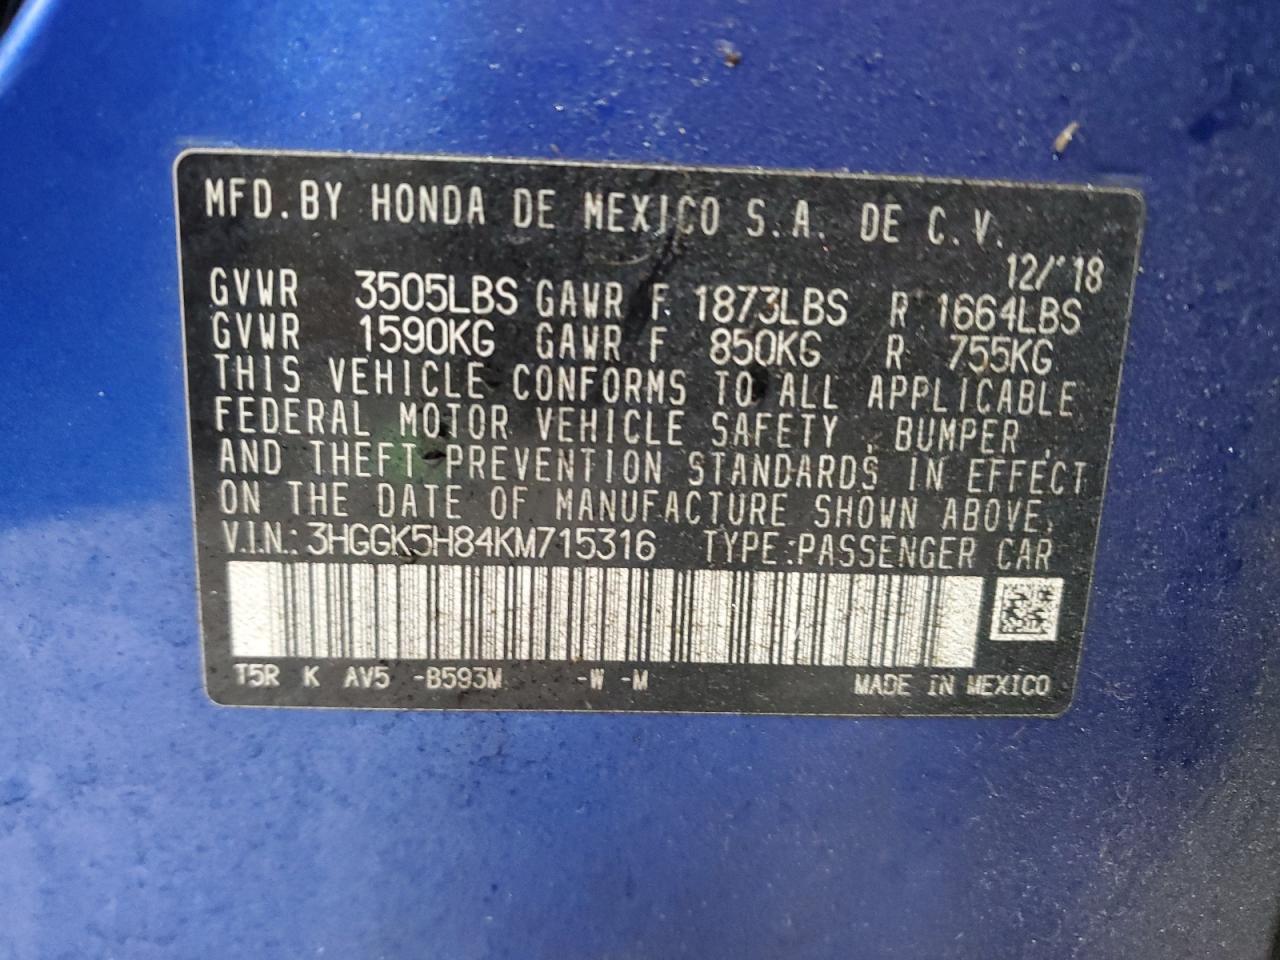 MFD. BY HONDA DE MEXICO S.A. DE C.V.
12/18
GVWR 3505LBS GAWR F 1873LBS R 1664LBS
GVWR 1590KG GAWR F 850KG R 755KG
THIS VEHICLE CONFORMS TO ALL APPLICABLE
FEDERAL MOTOR VEHICLE SAFETY, BUMPER,
AND THEFT PREVENTION STANDARDS IN EFFECT
ON THE DATE OF MANUFACTURE SHOWN ABOVE.
V.I.N.: 3HGGK5H84KM715316 TYPE: PASSENGER CAR
T5R K AV5 -B593M -W -M MADE IN MEXICO